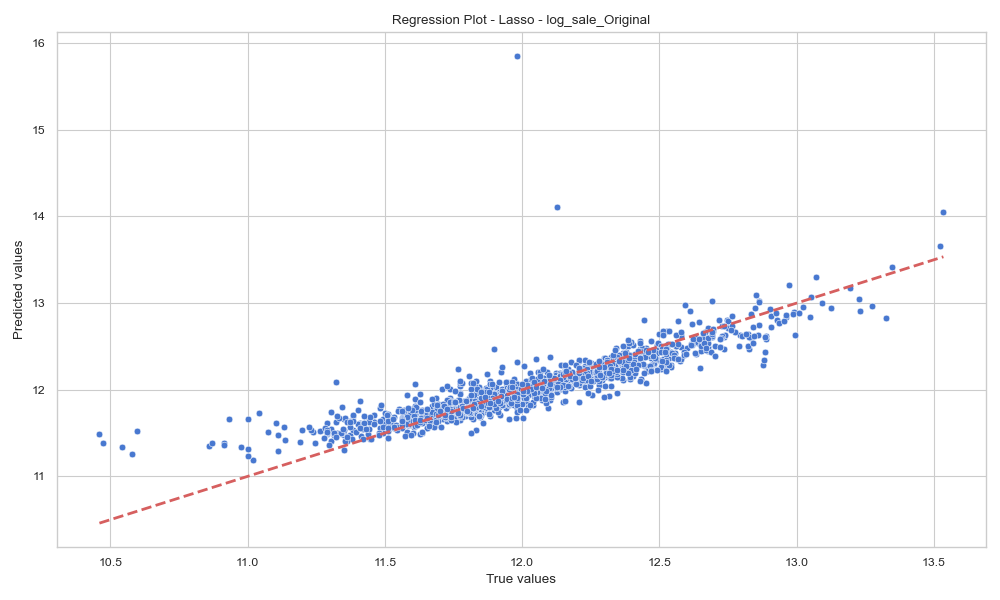 Regression Plot - Lasso - log_sale_Original
Predicted values
16
15
14
13
12
11
10.5 11.0 11.5 12.0 12.5 13.0 13.5
True values